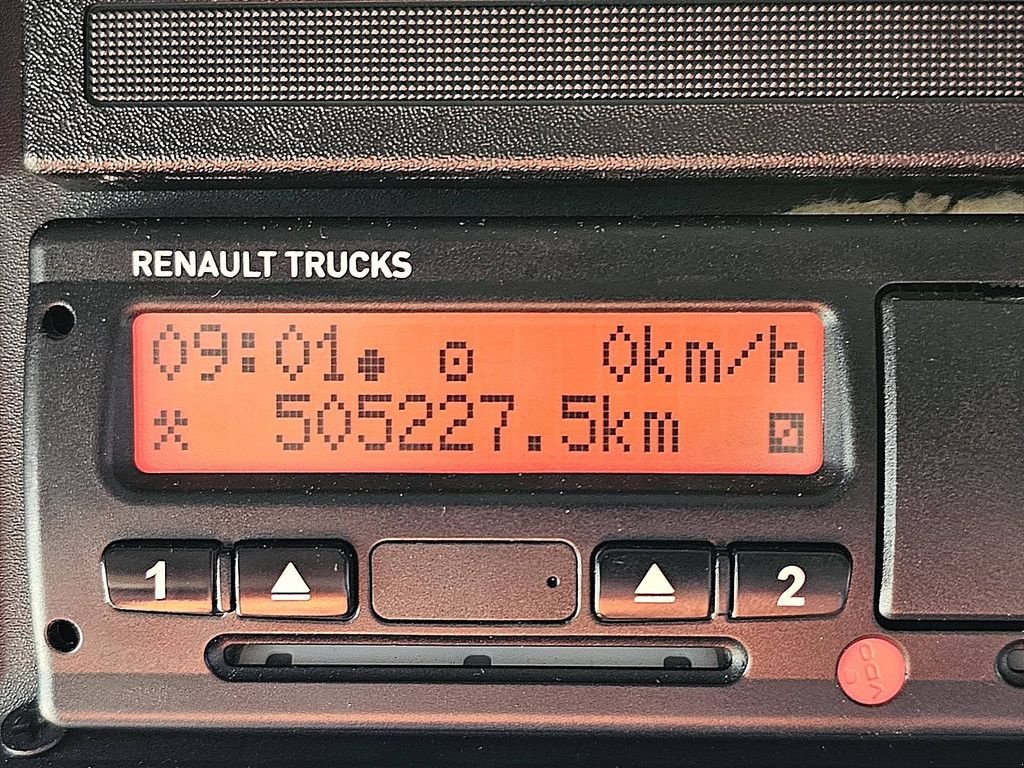 RENAULT TRUCKS
09:01 0km/h
505227.5km
1 2
VDO